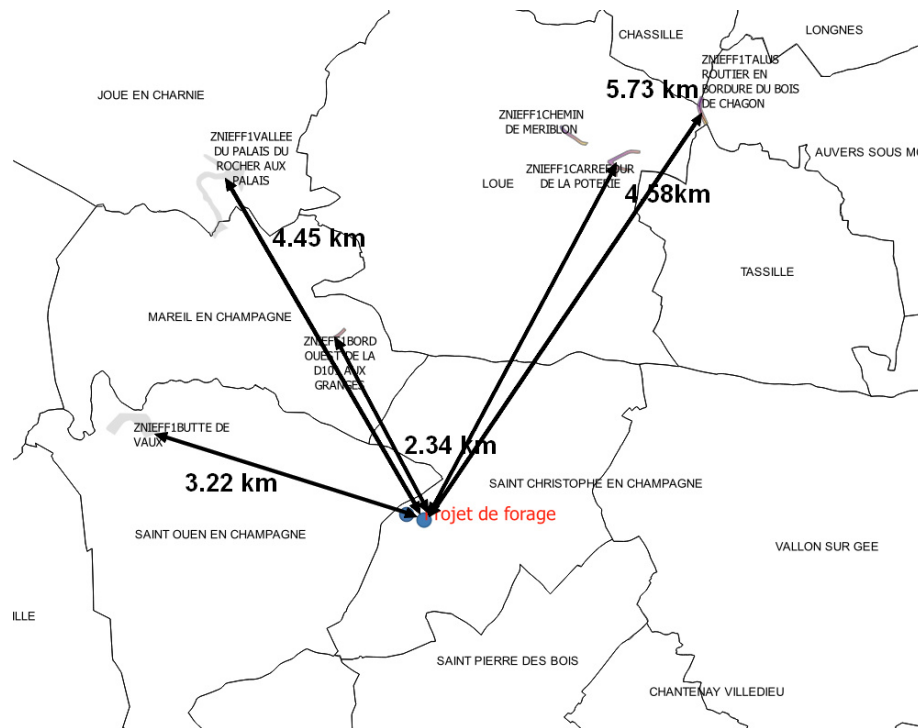 LONGNES
CHASSILLE
ZNIEFF1TALUS
ROUTIER EN
BORDURE DU BOIS
DE CHAGON
5.73 km
JOUE EN CHARNIE
ZNIEFF1CHEMIN
DE MERIBLON
ZNIEFF1VALLEE
DU PALAIS DU
ROCHER AUX
PALAIS
AUVERS SOUS MO
ZNIEFF1CARREFOUR
DE LA POTERIE
LOUE
4.58km
4.45 km
TASSILLE
MAREIL EN CHAMPAGNE
ZNIEFF1BORD
OUEST DE LA
D101 AUX
GRANGES
ZNIEFF1BUTTE DE
VAUX
2.34 km
3.22 km
SAINT CHRISTOPHE EN CHAMPAGNE
Projet de forage
SAINT OUEN EN CHAMPAGNE
VALLON SUR GEE
ILLE
SAINT PIERRE DES BOIS
CHANTENAY VILLEDIEU